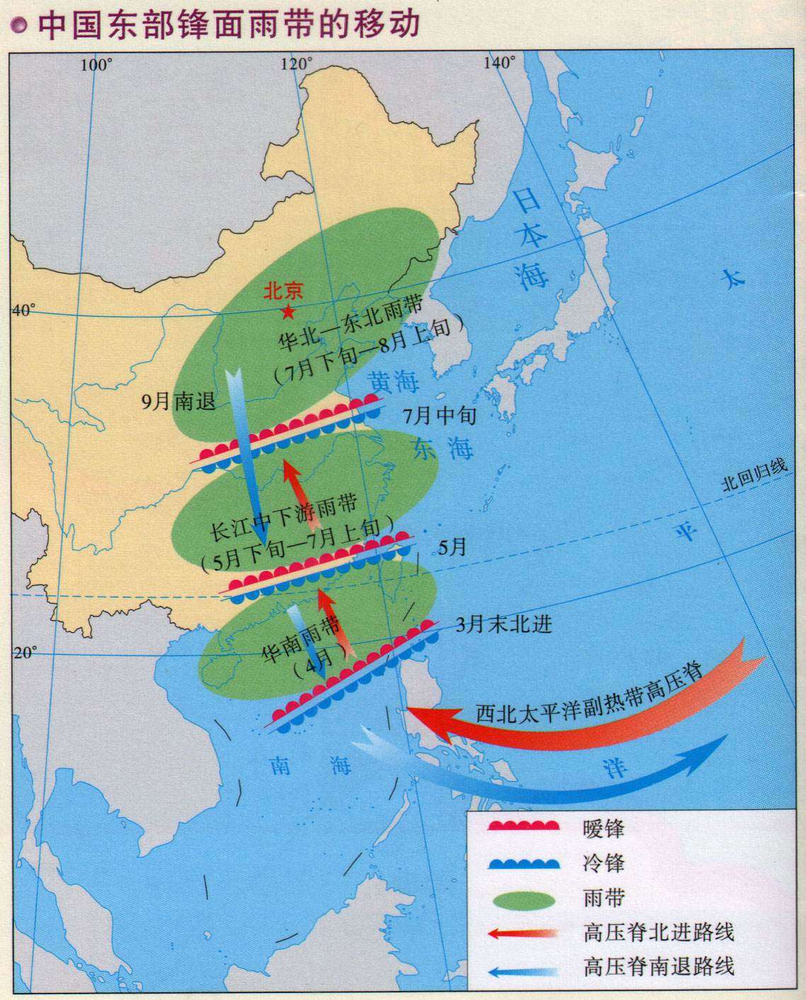 中国东部锋面雨带的移动
100°
120°
140°
日本海
太
北京
40°
华北—东北雨带
（7月下旬—8月上旬）
黄海
9月南退
7月中旬
东海
北回归线
长江中下游雨带
（5月下旬—7月上旬）
平
5月
3月末北进
华南雨带
（4月）
20°
西北太平洋副热带高压脊
南海
洋
暖锋
冷锋
雨带
高压脊北进路线
高压脊南退路线